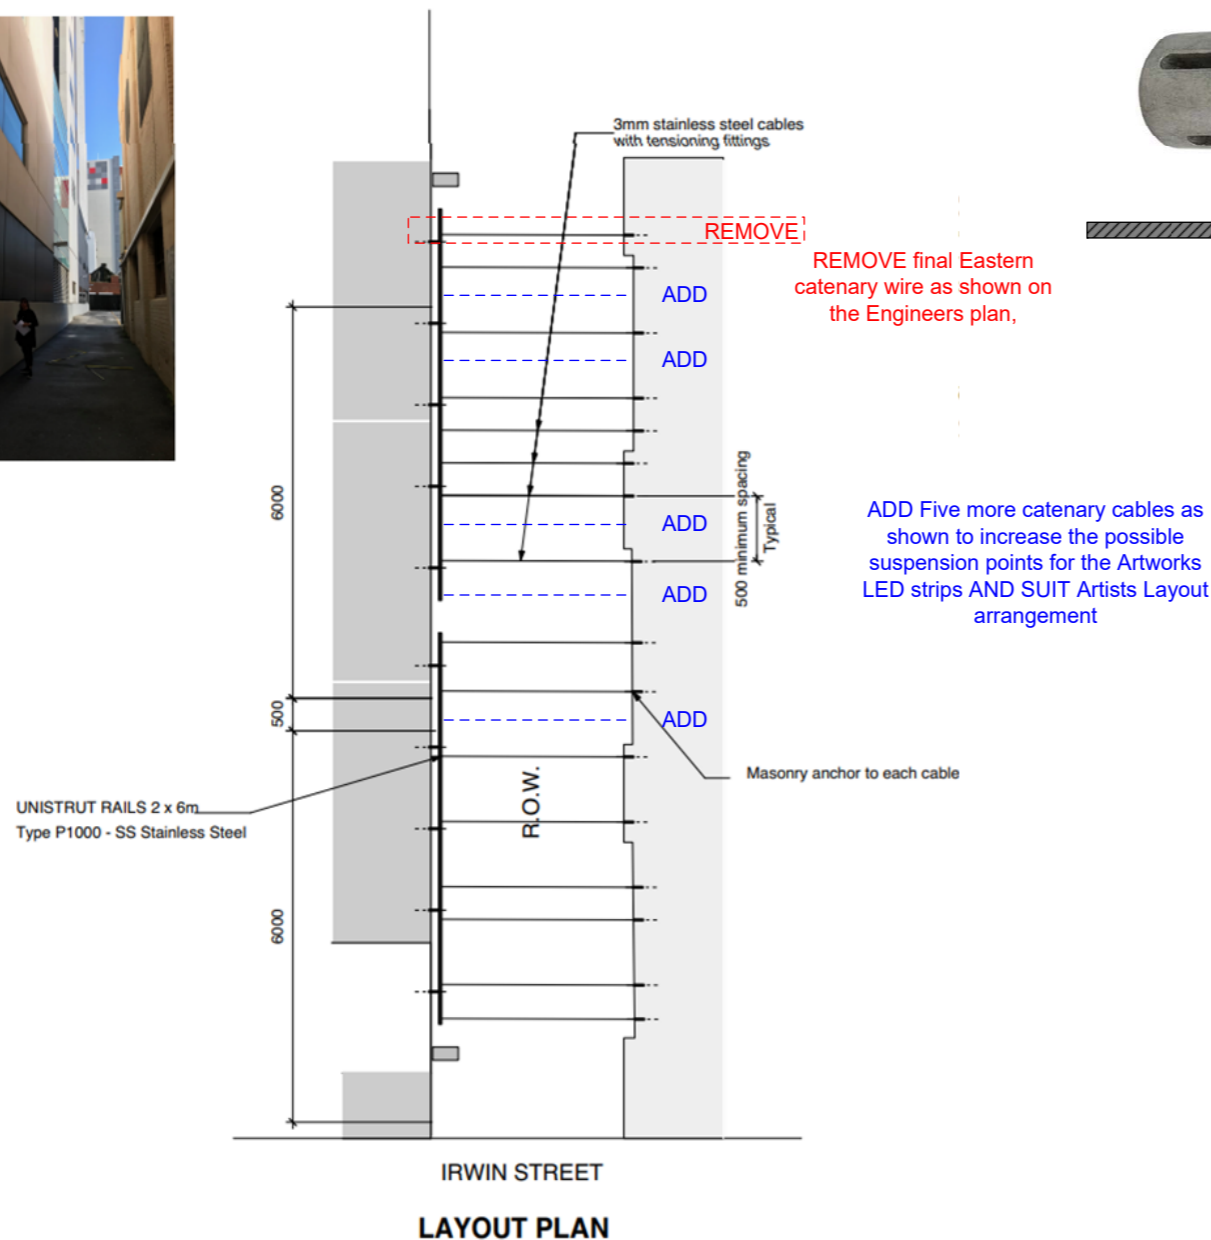 3mm stainless steel cables
with tensioning fittings
REMOVE
REMOVE final Eastern
catenary wire as shown on
the Engineers plan,
ADD
ADD
6000
500 minimum spacing
Typical
ADD
ADD Five more catenary cables as
shown to increase the possible
suspension points for the Artworks
LED strips AND SUIT Artists Layout
arrangement
ADD
500
ADD
Masonry anchor to each cable
UNISTRUT RAILS 2 x 6m
Type P1000 - SS Stainless Steel
R.O.W.
6000
IRWIN STREET
LAYOUT PLAN